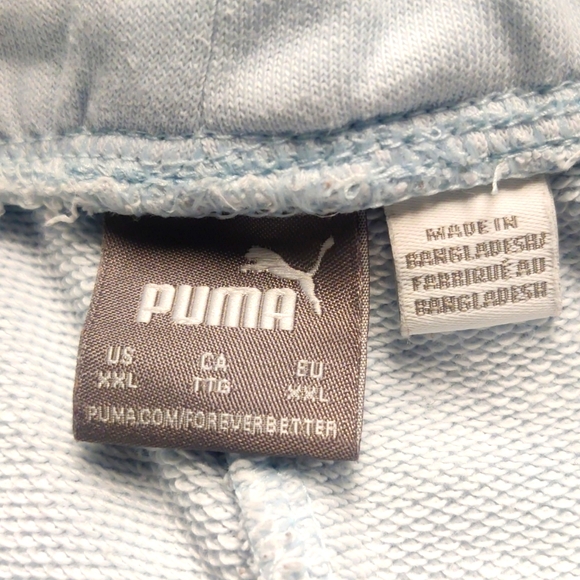 PUMA
US CA EU
XXL TTG XXL
PUMA.COM/FOREVERBETTER
MADE IN
BANGLADESH/
FABRIQUÉ AU
BANGLADESH